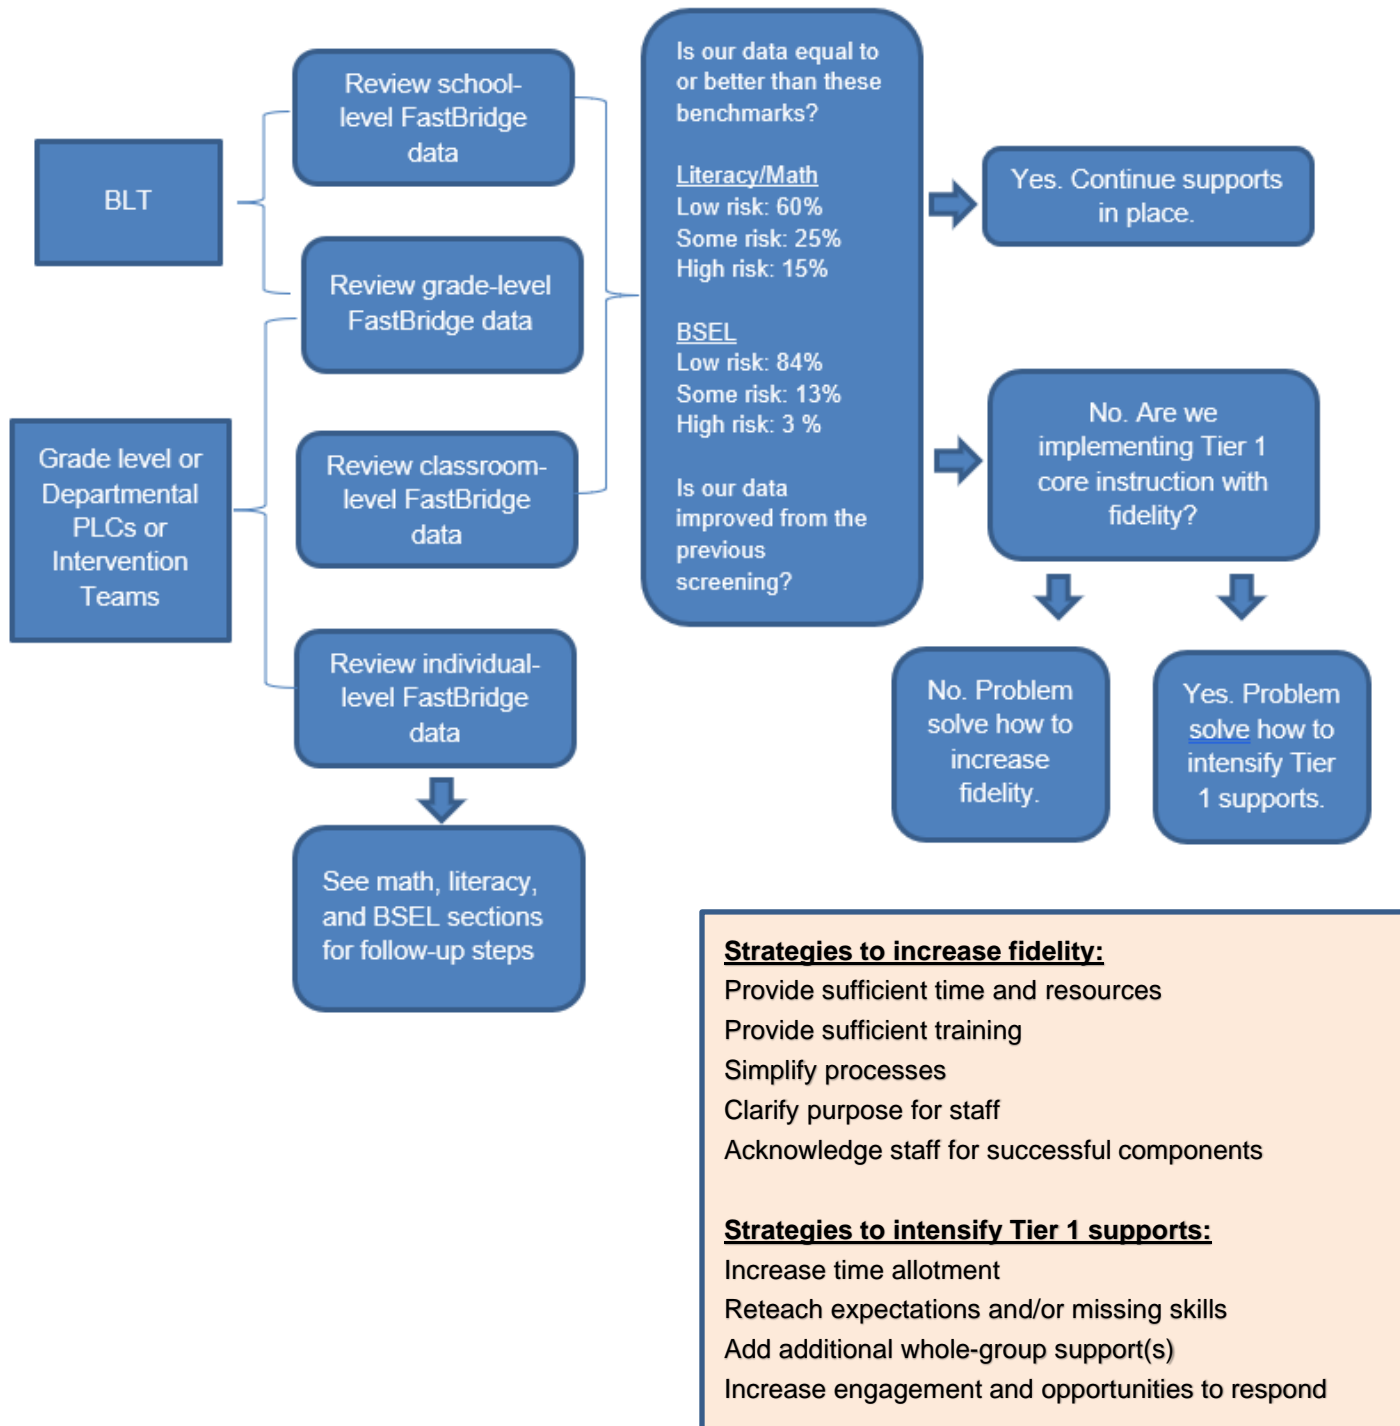 BLT
Grade level or
Departmental
PLCs or
Intervention
Teams
Review school-
level FastBridge
data
Review grade-level
FastBridge data
Review classroom-
level FastBridge
data
Review individual-
level FastBridge
data
See math, literacy,
and BSEL sections
for follow-up steps
Is our data equal to
or better than these
benchmarks?
Literacy/Math
Low risk: 60%
Some risk: 25%
High risk: 15%
BSEL
Low risk: 84%
Some risk: 13%
High risk: 3 %
Is our data
improved from the
previous
screening?
Yes. Continue supports
in place.
No. Are we
implementing Tier 1
core instruction with
fidelity?
No. Problem
solve how to
increase
fidelity.
Yes. Problem
solve how to
intensify Tier
1 supports.
Strategies to increase fidelity:
Provide sufficient time and resources
Provide sufficient training
Simplify processes
Clarify purpose for staff
Acknowledge staff for successful components
Strategies to intensify Tier 1 supports:
Increase time allotment
Reteach expectations and/or missing skills
Add additional whole-group support(s)
Increase engagement and opportunities to respond